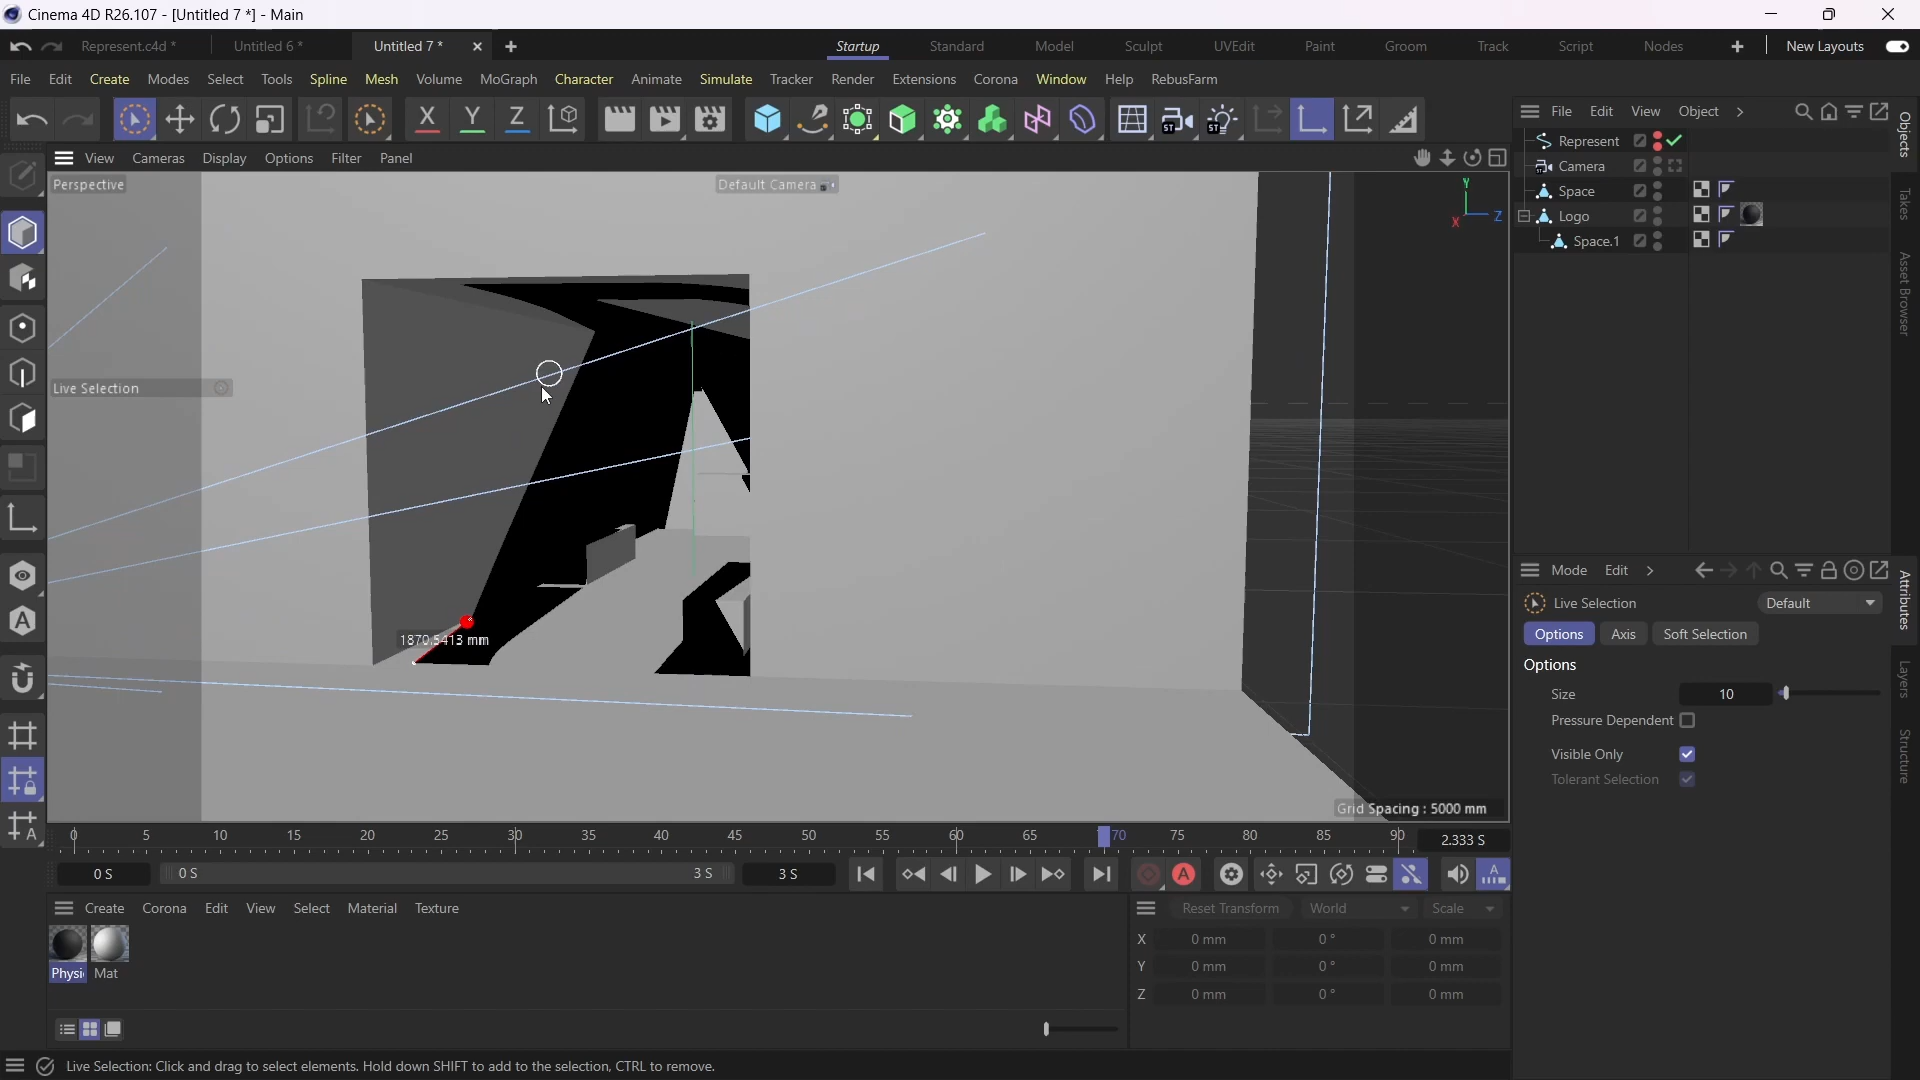 Cinema 4D R26.107 - [Untitled 7 *] - Main
Represent.c4d * Untitled 6 * Untitled 7 * Startup Standard Model Sculpt UVEdit Paint Groom Track Script Nodes New Layouts
File Edit Create Modes Select Tools Spline Mesh Volume MoGraph Character Animate Simulate Tracker Render Extensions Corona Window Help RebusFarm
X Y Z
File Edit View Object
View Cameras Display Options Filter Panel
Perspective
Default Camera
Y
Z
X
Represent
Camera
Space
Logo
Space.1
Objects
Takes
Asset Browser
Live Selection
1870.5413 mm
Grid Spacing : 5000 mm
Mode Edit
Live Selection Default
Options Axis Soft Selection
Options
Size 10
Pressure Dependent
Visible Only
Tolerant Selection
Attributes
Layers
Structure
0 5 10 15 20 25 30 35 40 45 50 55 60 65 70 75 80 85 90 2.333 S
0 S 0 S 3 S 3 S
Create Corona Edit View Select Material Texture
Reset Transform World Scale
X 0 mm 0 ° 0 mm
Y 0 mm 0 ° 0 mm
Z 0 mm 0 ° 0 mm
Physi Mat
Live Selection: Click and drag to select elements. Hold down SHIFT to add to the selection, CTRL to remove.